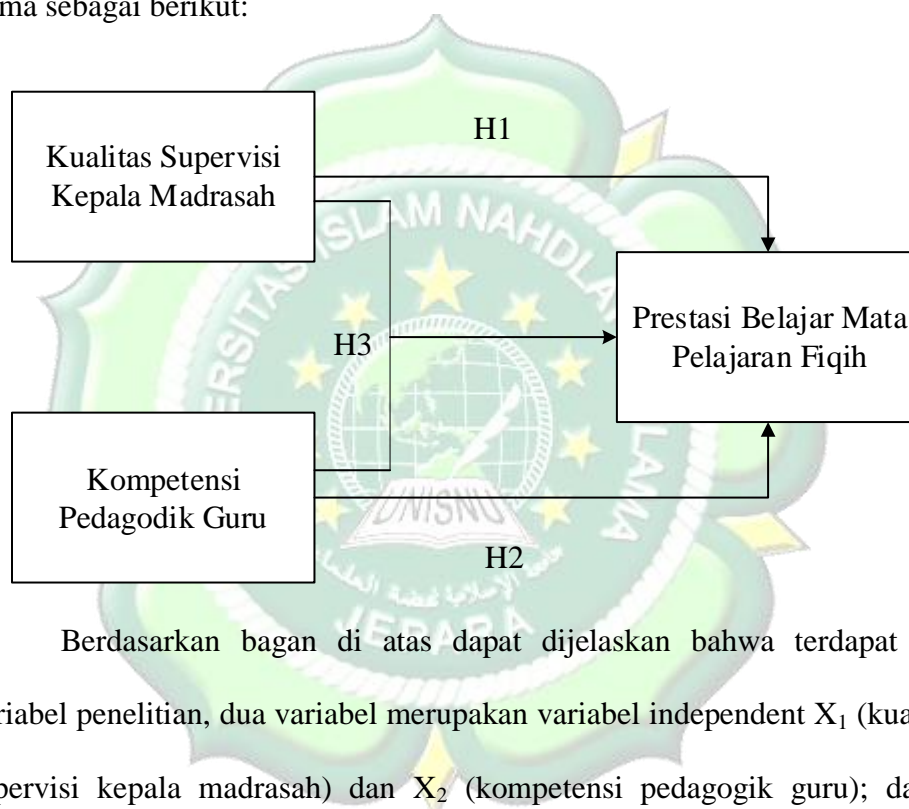 ma sebagai berikut:
H1
Kualitas Supervisi
Kepala Madrasah
Prestasi Belajar Mata
Pelajaran Fiqih
H3
Kompetensi
Pedagodik Guru
H2
UNISNU
JEPARA
Berdasarkan bagan di atas dapat dijelaskan bahwa terdapat
riabel penelitian, dua variabel merupakan variabel independent X₁ (kua
pervisi kepala madrasah) dan X₂ (kompetensi pedagogik guru); da